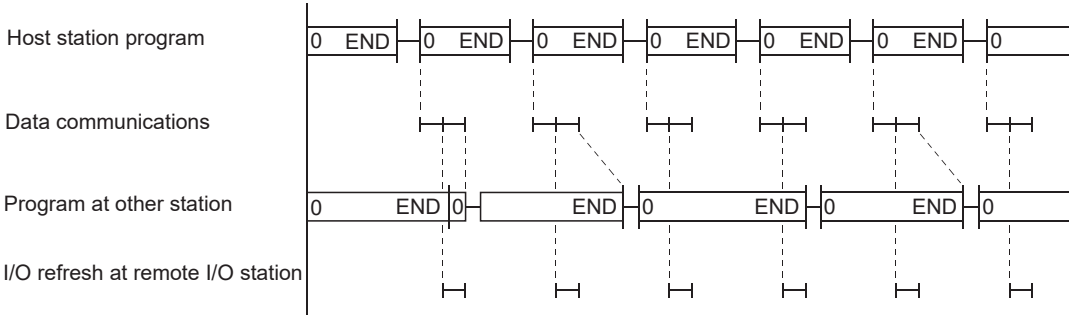 Host station program
0 END 0 END 0 END 0 END 0 END 0 END 0
Data communications
Program at other station
0 END 0 END 0 END 0 END 0
I/O refresh at remote I/O station